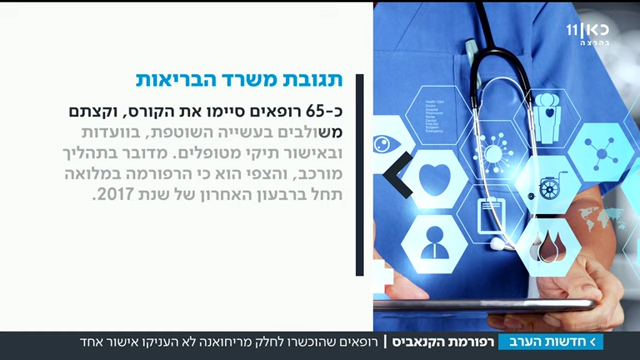 כאן 11
בהרצה
תגובת משרד הבריאות
כ-65 רופאים סיימו את הקורס, וקצתם
משולבים בעשייה השוטפת, בוועדות
ובאישור תיקי מטופלים. מדובר בתהליך
מורכב, והצפי הוא כי הרפורמה במלואה
תחל ברבעון האחרון של שנת 2017.
חדשות הערב | רפורמת הקנאביס | רופאים שהוכשרו לחלק מריחואנה לא העניקו אישור אחד